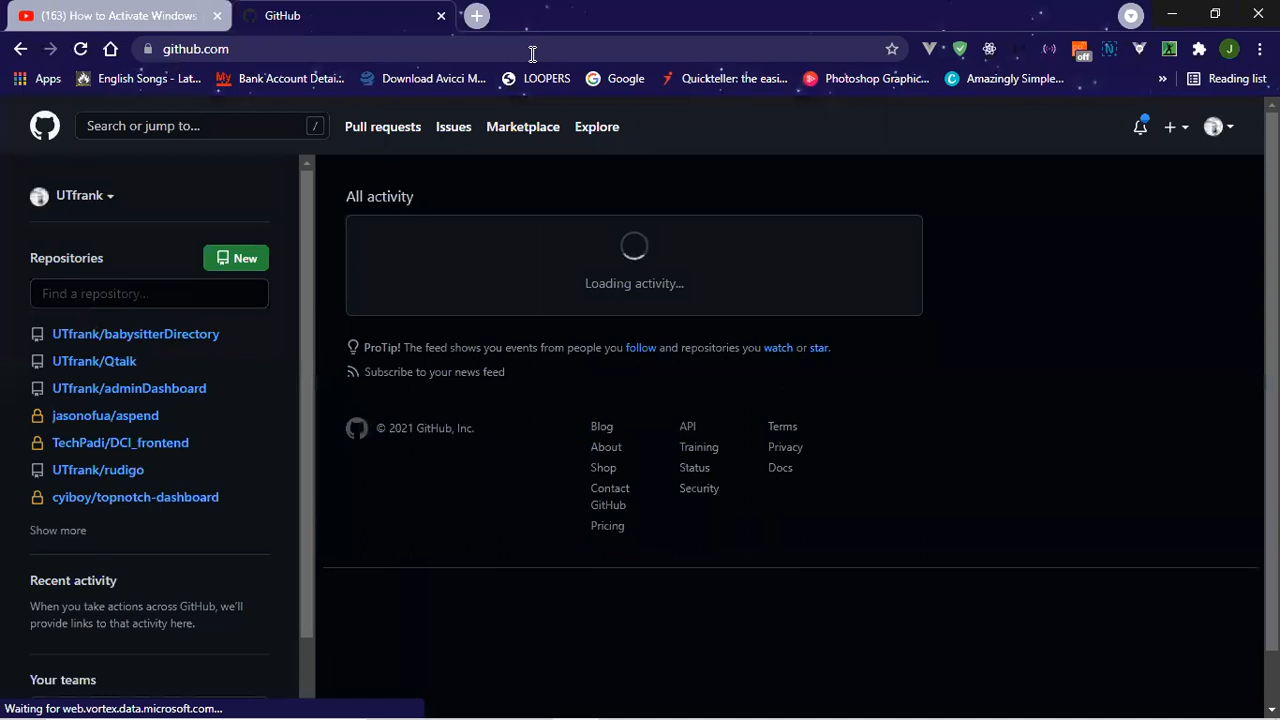 (163) How to Activate Windows
GitHub
github.com
off
J
Apps
English Songs - Lat...
My
Bank Account Detai...
Download Avicci M...
LOOPERS
Google
Quickteller: the easi...
Photoshop Graphic...
Amazingly Simple...
»
Reading list
Search or jump to...
/
Pull requests
Issues
Marketplace
Explore
UTfrank
Repositories
New
Find a repository...
UTfrank/babysitterDirectory
UTfrank/Qtalk
UTfrank/adminDashboard
jasonofua/aspend
TechPadi/DCI_frontend
UTfrank/rudigo
cyiboy/topnotch-dashboard
Show more
Recent activity
When you take actions across GitHub, we'll
provide links to that activity here.
Your teams
All activity
Loading activity...
ProTip! The feed shows you events from people you follow and repositories you watch or star.
Subscribe to your news feed
© 2021 GitHub, Inc.
Blog
About
Shop
Contact
GitHub
Pricing
API
Training
Status
Security
Terms
Privacy
Docs
Waiting for web.vortex.data.microsoft.com...